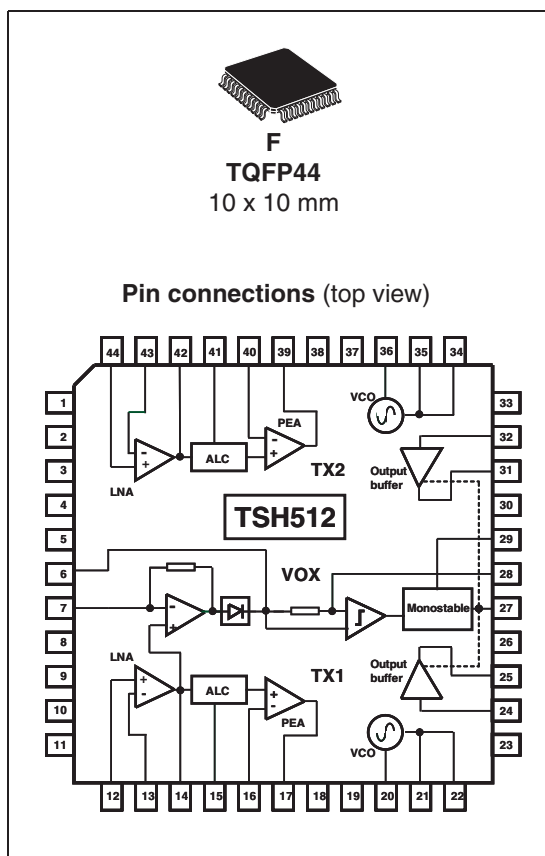 F
TQFP44
10 x 10 mm
Pin connections (top view)
44 43 42 41 40 39 38 37 36 35 34
VCO
PEA
1
33
2
32
ALC
TX2
Output buffer
3
31
LNA
4
30
TSH512
5
29
6
VOX
28
7
Monostable
27
8
26
LNA
TX1
Output buffer
9
25
ALC
10
24
PEA
VCO
11
23
12 13 14 15 16 17 18 19 20 21 22
- + - + - + + - + -